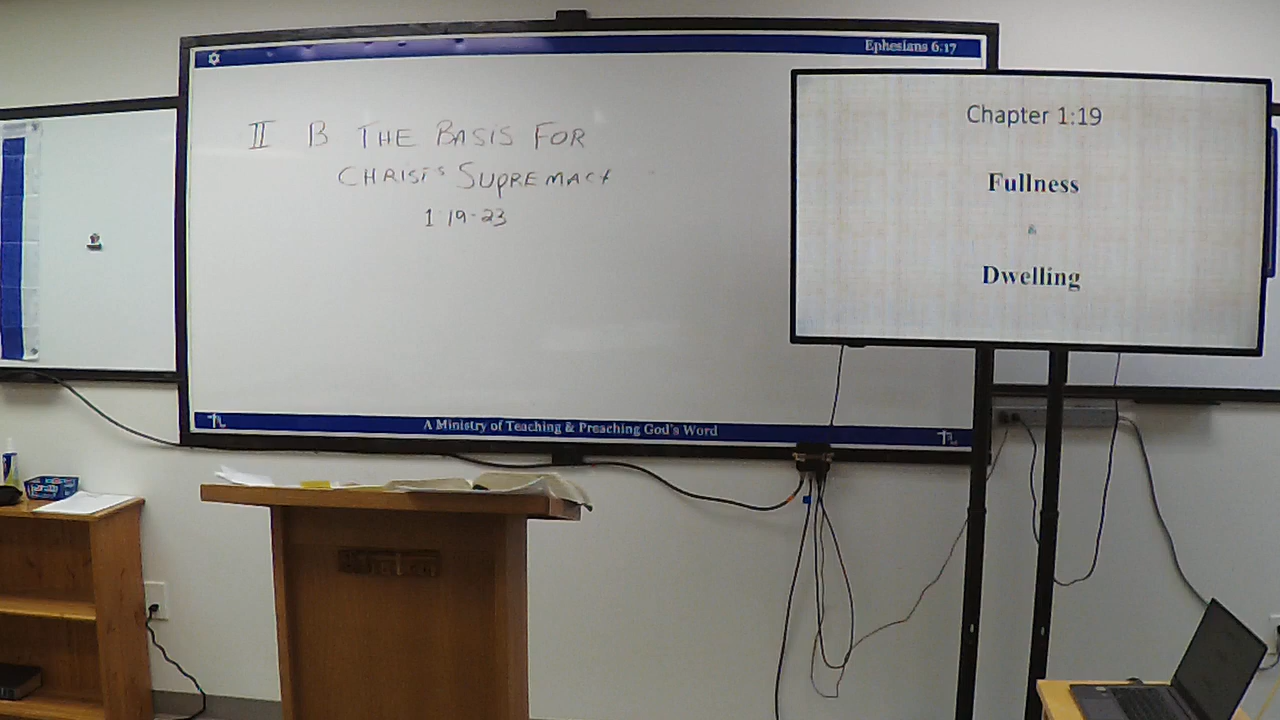 Ephesians 6:17
II B THE BASIS FOR
CHRIST'S SUPREMACY
1:19-23
A Ministry of Teaching & Preaching God's Word
Chapter 1:19
Fullness
&
Dwelling